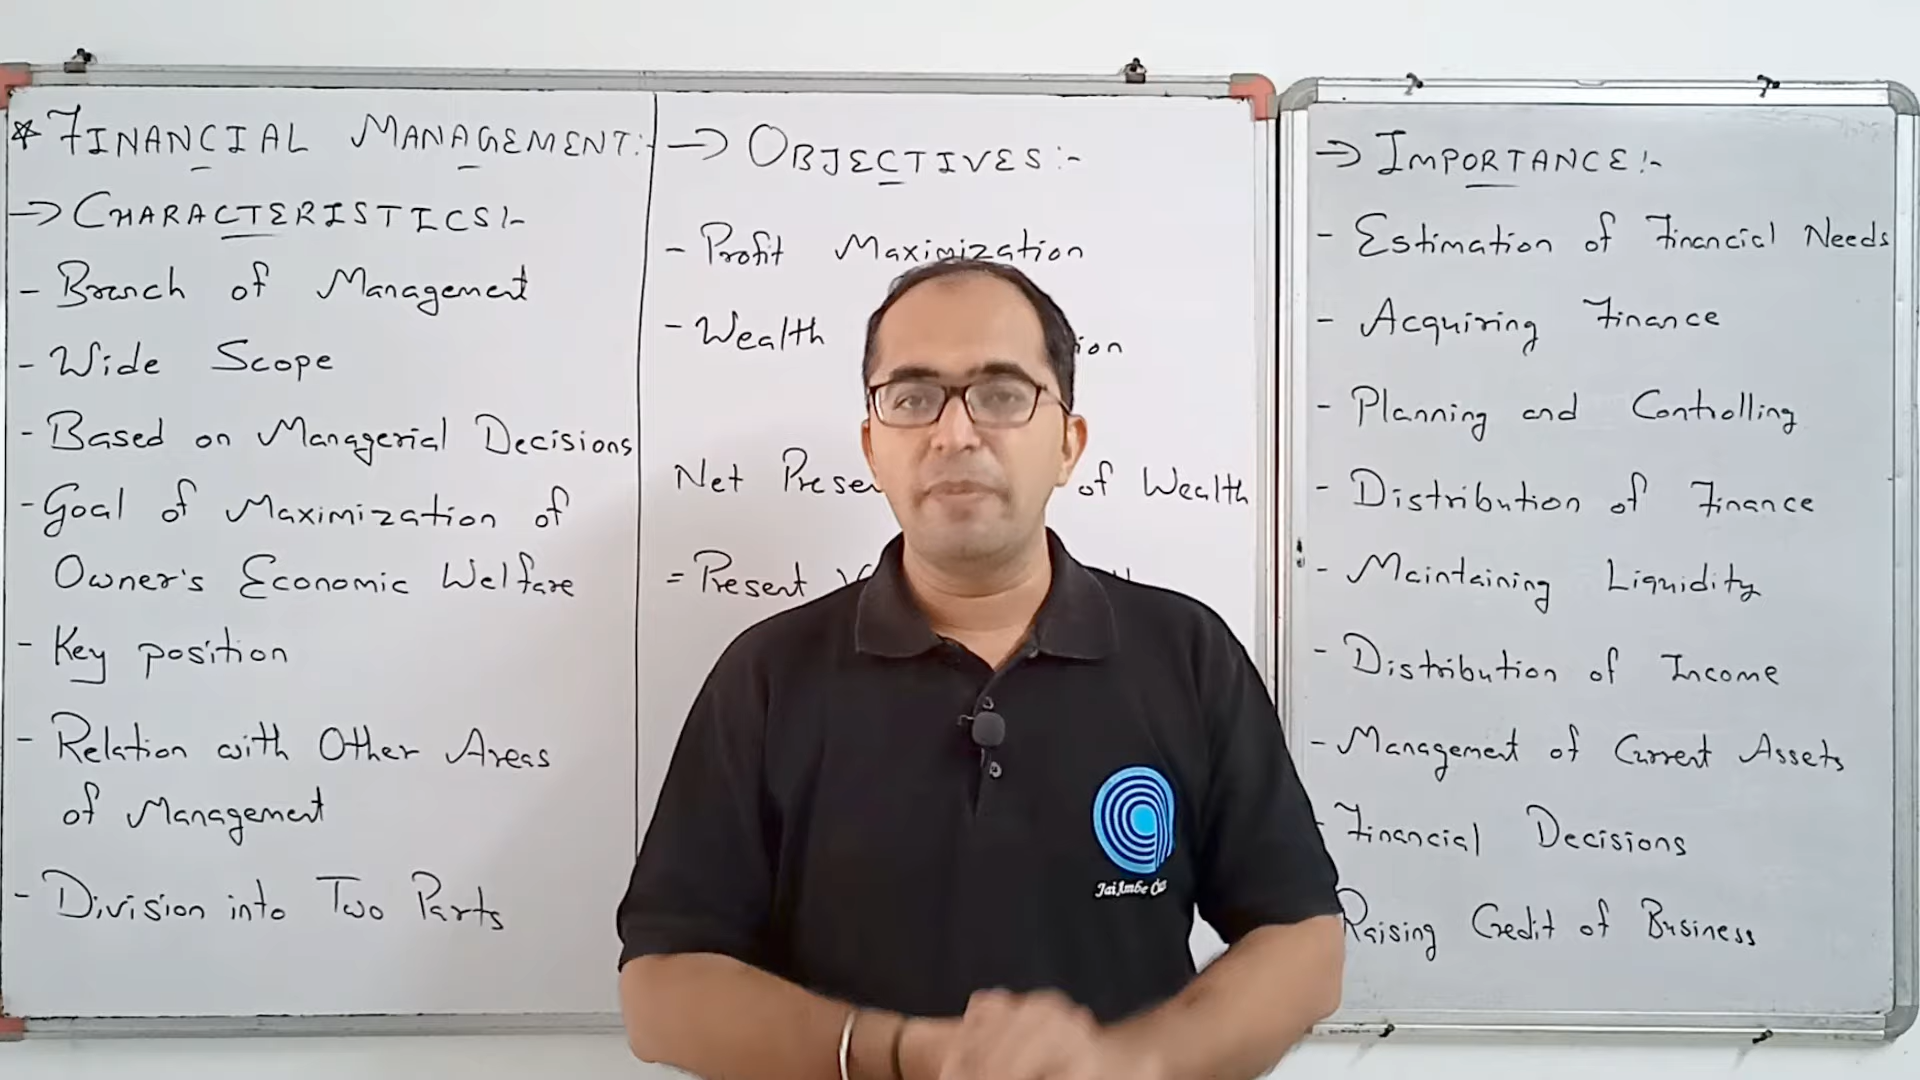 * FINANCIAL MANAGEMENT:-
→ CHARACTERISTICS:-
- Branch of Management
- Wide Scope
- Based on Managerial Decisions
- Goal of Maximization of
Owner's Economic Welfare
- Key position
- Relation with Other Areas
of Management
- Division into Two Parts
→ OBJECTIVES:-
- Profit Maximization
- Wealth
Net of Wealth
= Present
→ IMPORTANCE:-
- Estimation of Financial Needs
- Acquiring Finance
- Planning and Controlling
- Distribution of Finance
- Maintaining Liquidity
- Distribution of Income
- Management of Current Assets
- Financial Decisions
Raising Credit of Business
Jai Ambe